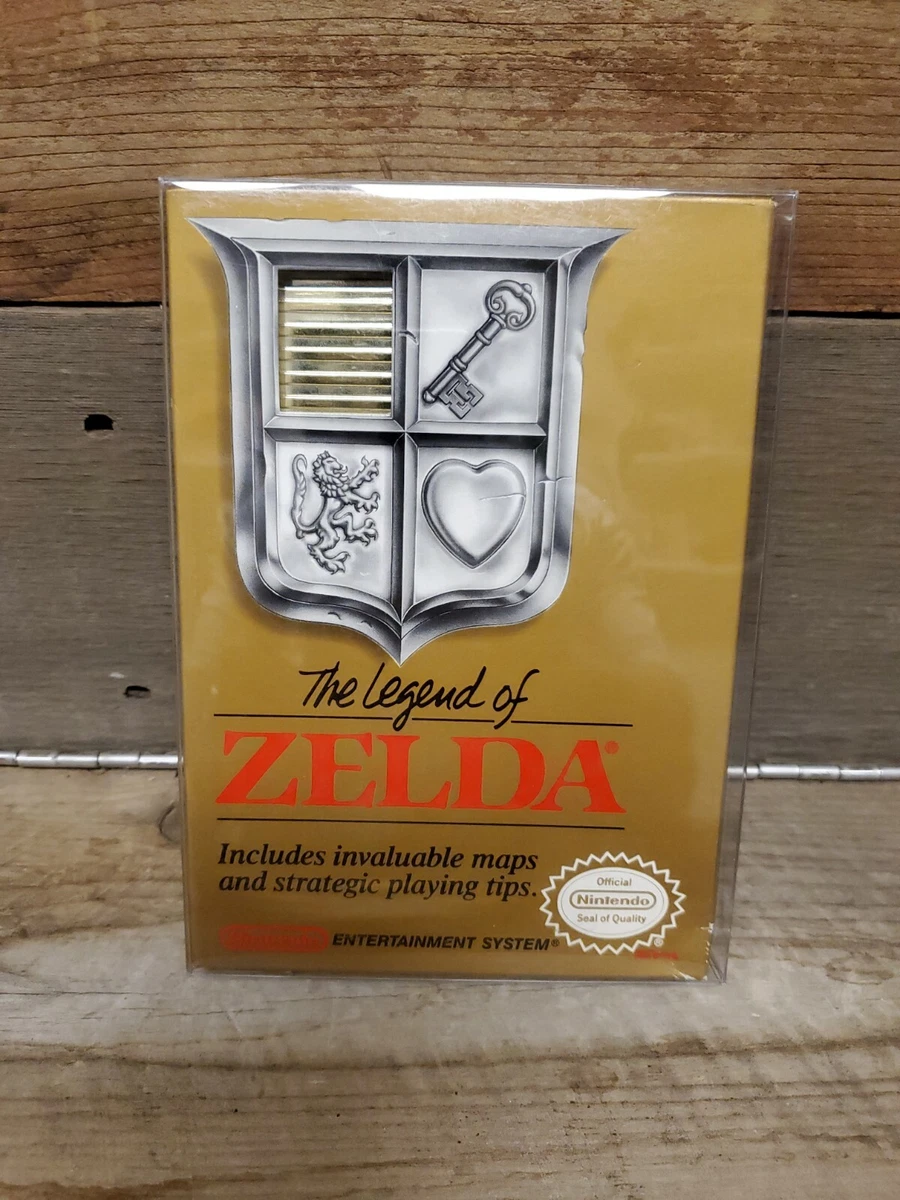 The Legend of
ZELDA®
Includes invaluable maps
and strategic playing tips.
Official
Nintendo
Seal of Quality
®
ENTERTAINMENT SYSTEM®